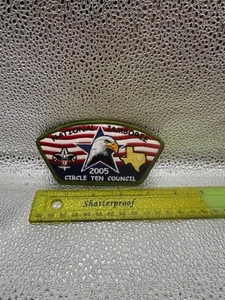 NATIONAL JAMBOREE
2005
CIRCLE TEN COUNCIL
Shatterproof